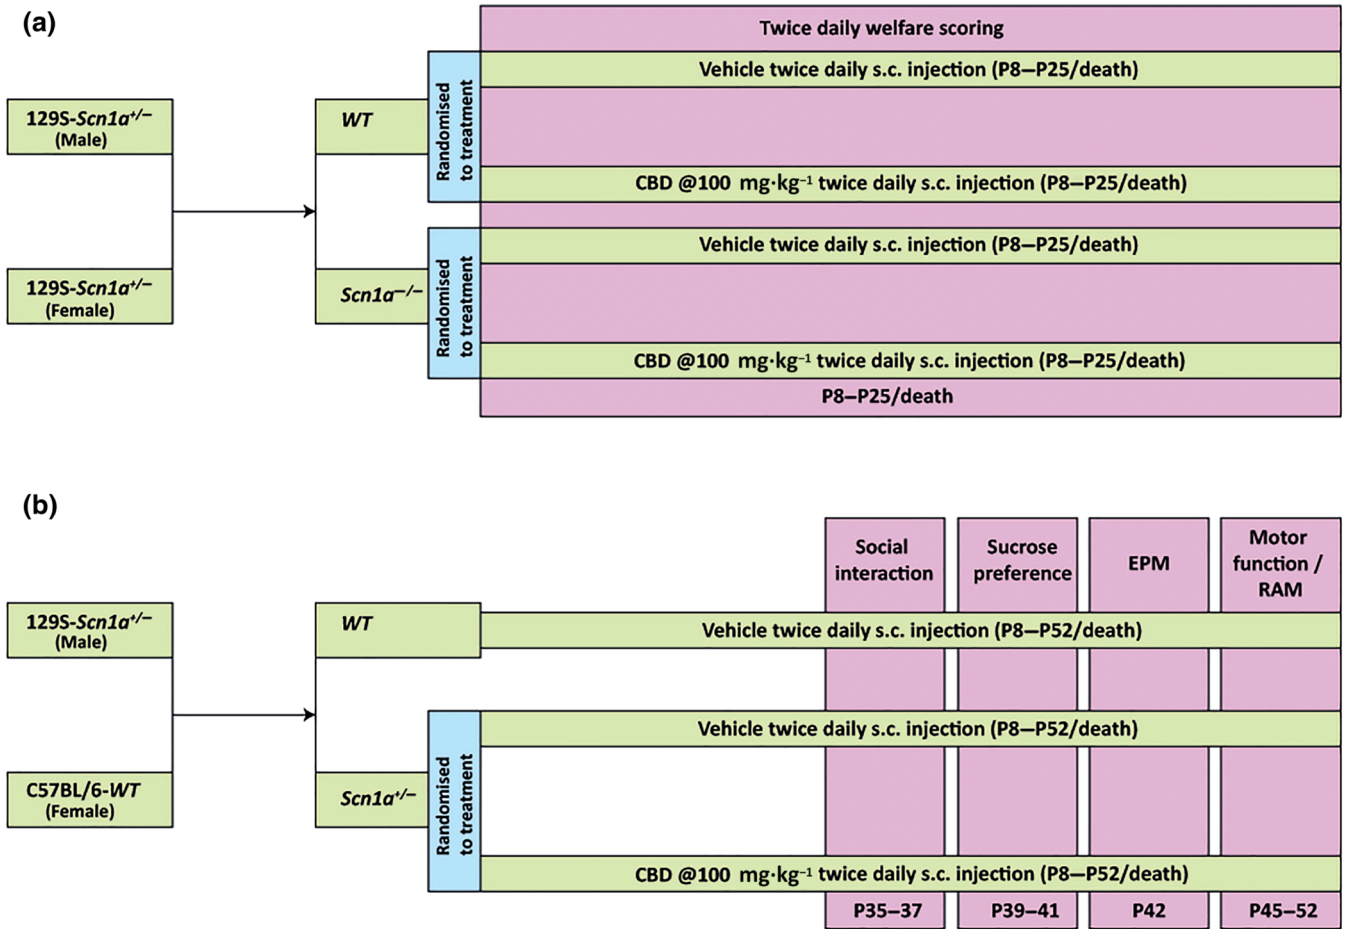 (a)
Twice daily welfare scoring
Vehicle twice daily s.c. injection (P8–P25/death)
129S-Scn1a+/–
(Male)
WT
Randomised
to treatment
CBD @100 mg·kg−1 twice daily s.c. injection (P8–P25/death)
Vehicle twice daily s.c. injection (P8–P25/death)
129S-Scn1a+/–
(Female)
Scn1a–/–
Randomised
to treatment
CBD @100 mg·kg−1 twice daily s.c. injection (P8–P25/death)
P8–P25/death
(b)
Social
interaction
Sucrose
preference
EPM
Motor
function /
RAM
129S-Scn1a+/–
(Male)
WT
Vehicle twice daily s.c. injection (P8–P52/death)
Vehicle twice daily s.c. injection (P8–P52/death)
C57BL/6-WT
(Female)
Scn1a+/–
Randomised
to treatment
CBD @100 mg·kg−1 twice daily s.c. injection (P8–P52/death)
P35–37
P39–41
P42
P45–52